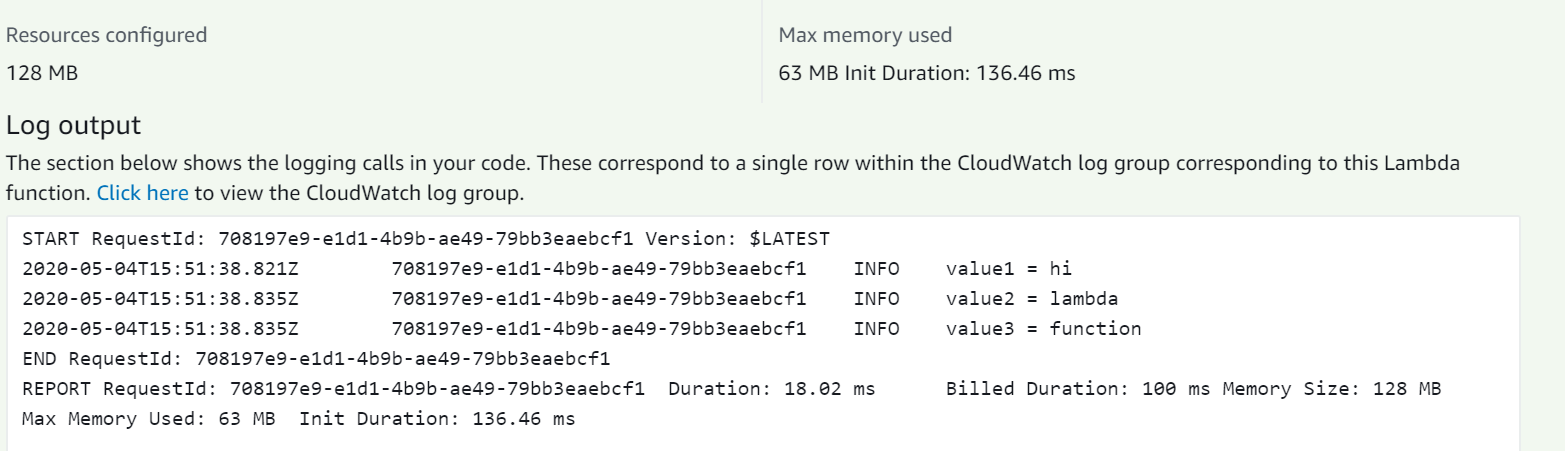 Resources configured
128 MB
Max memory used
63 MB Init Duration: 136.46 ms
Log output
The section below shows the logging calls in your code. These correspond to a single row within the CloudWatch log group corresponding to this Lambda
function. Click here to view the CloudWatch log group.
START RequestId: 708197e9-e1d1-4b9b-ae49-79bb3eaebcf1 Version: $LATEST
2020-05-04T15:51:38.821Z 708197e9-e1d1-4b9b-ae49-79bb3eaebcf1 INFO value1 = hi
2020-05-04T15:51:38.835Z 708197e9-e1d1-4b9b-ae49-79bb3eaebcf1 INFO value2 = lambda
2020-05-04T15:51:38.835Z 708197e9-e1d1-4b9b-ae49-79bb3eaebcf1 INFO value3 = function
END RequestId: 708197e9-e1d1-4b9b-ae49-79bb3eaebcf1
REPORT RequestId: 708197e9-e1d1-4b9b-ae49-79bb3eaebcf1 Duration: 18.02 ms Billed Duration: 100 ms Memory Size: 128 MB
Max Memory Used: 63 MB Init Duration: 136.46 ms